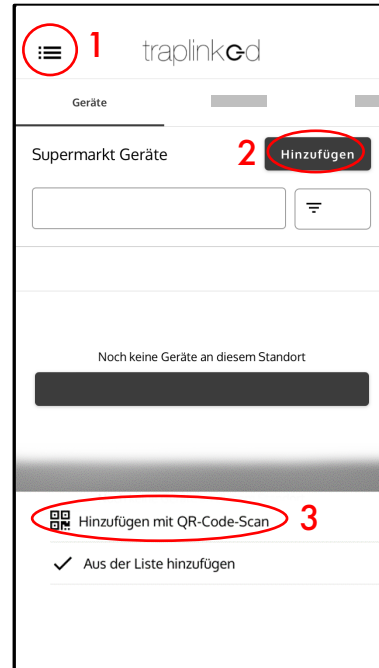 1
traplinked
Geräte
Supermarkt Geräte
2
Hinzufügen
Noch keine Geräte an diesem Standort
Hinzufügen mit QR-Code-Scan
3
Aus der Liste hinzufügen